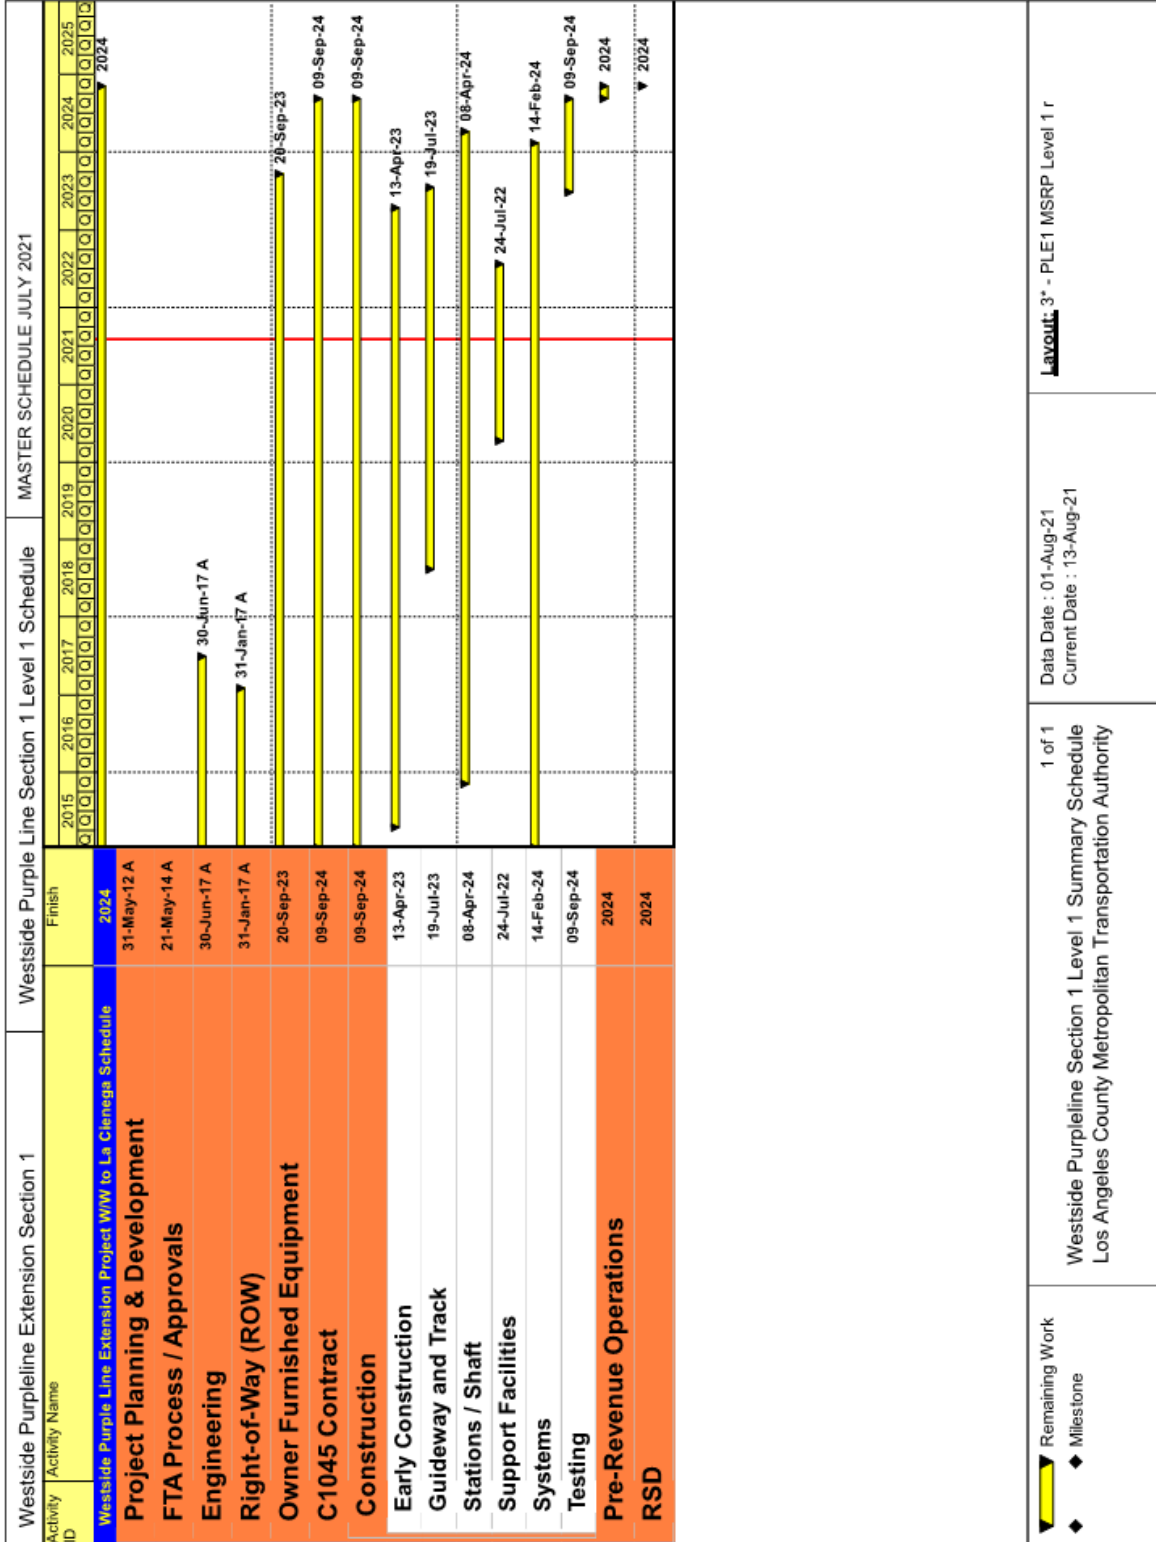 Westside Purpleline Extension Section 1
Westside Purple Line Section 1 Level 1 Schedule
MASTER SCHEDULE JULY 2021
Activity ID
Activity Name
Finish
2015 2016 2017 2018 2019 2020 2021 2022 2023 2024 2025
Q Q Q Q Q Q Q Q Q Q Q Q Q Q Q Q Q Q Q Q Q Q Q Q Q Q Q Q Q Q Q Q Q Q Q Q Q Q Q Q Q Q Q Q
Westside Purple Line Extension Project W/W to La Cienega Schedule 2024 2024
Project Planning & Development 31-May-12 A
FTA Process / Approvals 21-May-14 A
Engineering 30-Jun-17 A 30-Jun-17 A
Right-of-Way (ROW) 31-Jan-17 A 31-Jan-17 A
Owner Furnished Equipment 20-Sep-23 20-Sep-23
C1045 Contract 09-Sep-24 09-Sep-24
Construction 09-Sep-24 09-Sep-24
Early Construction 13-Apr-23 13-Apr-23
Guideway and Track 19-Jul-23 19-Jul-23
Stations / Shaft 08-Apr-24 08-Apr-24
Support Facilities 24-Jul-22 24-Jul-22
Systems 14-Feb-24 14-Feb-24
Testing 09-Sep-24 09-Sep-24
Pre-Revenue Operations 2024 2024
RSD 2024 2024
Remaining Work
Milestone
1 of 1
Westside Purpleline Section 1 Level 1 Summary Schedule
Los Angeles County Metropolitan Transportation Authority
Data Date : 01-Aug-21
Current Date : 13-Aug-21
Layout: 3* - PLE1 MSRP Level 1 r